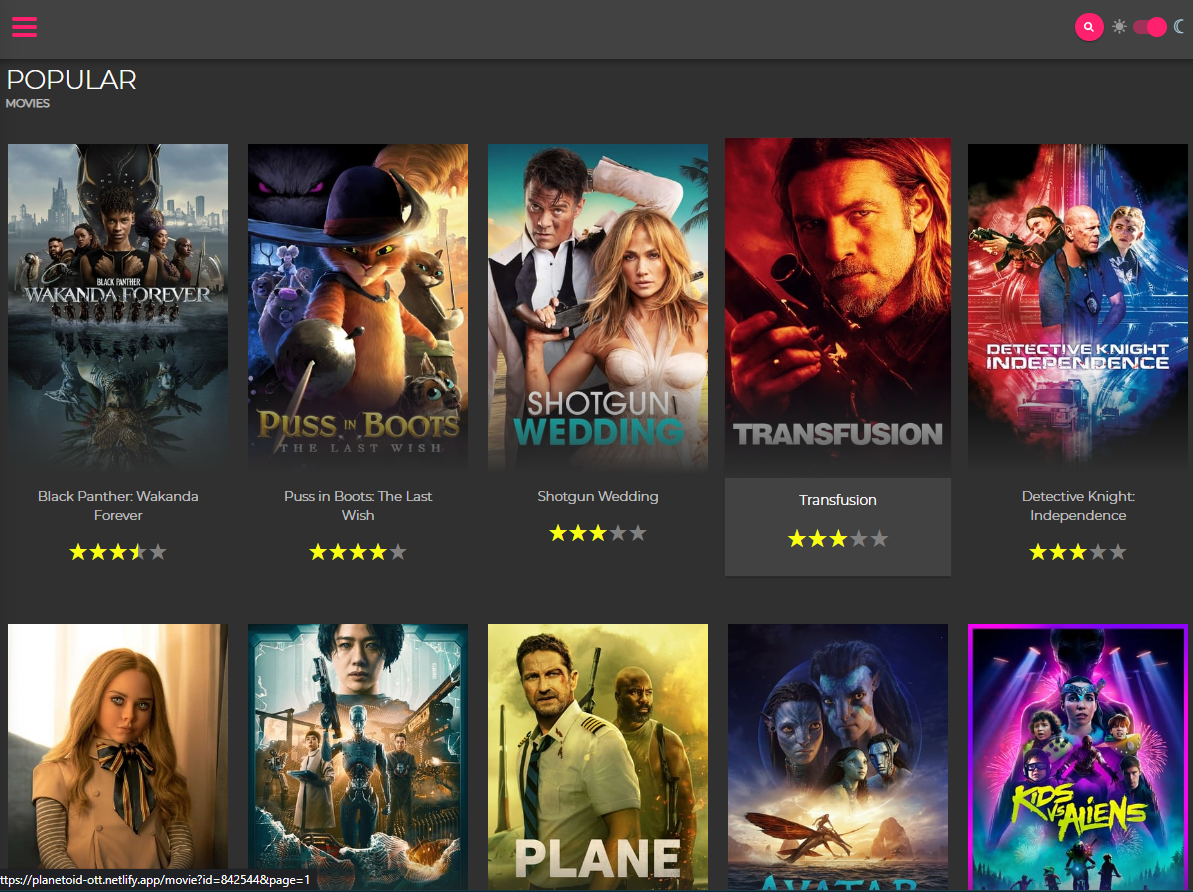 POPULAR
MOVIES
BLACK PANTHER
WAKANDA FOREVER
PUSS IN BOOTS
THE LAST WISH
SHOTGUN
WEDDING
TRANSFUSION
DETECTIVE KNIGHT
INDEPENDENCE
Black Panther: Wakanda
Forever
Puss in Boots: The Last
Wish
Shotgun Wedding
Transfusion
Detective Knight:
Independence
PLANE
AVATAR
KIDS
VS ALIENS
ttps://planetoid-ott.netlify.app/movie?id=842544&page=1